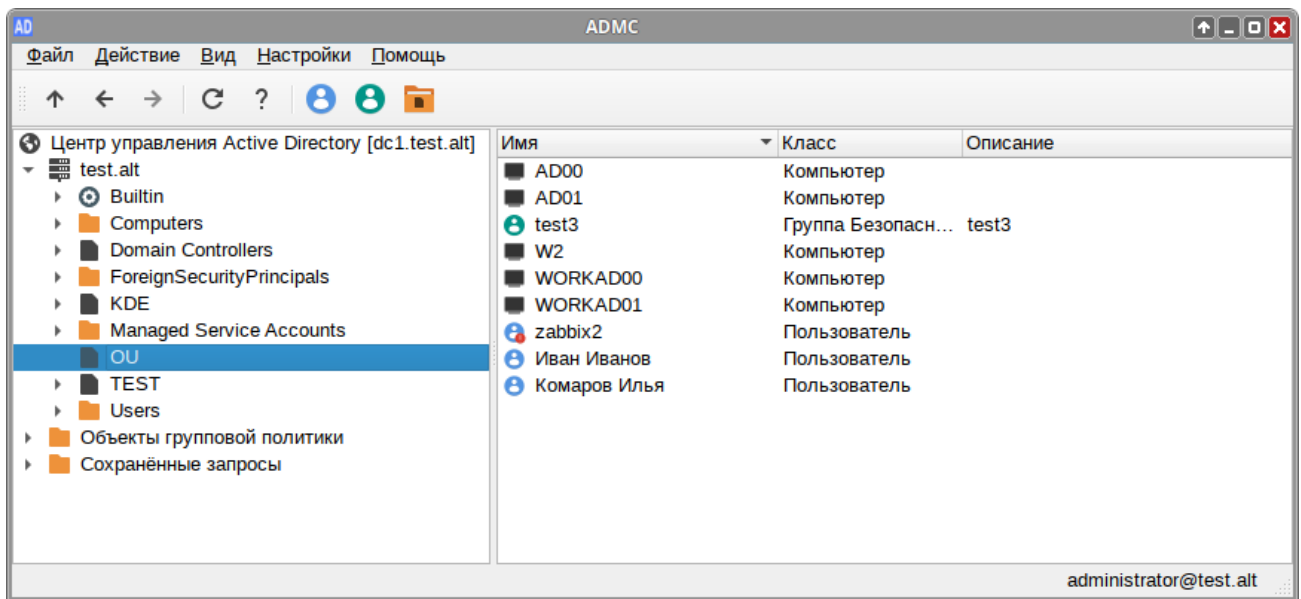 AD ADMC
Файл Действие Вид Настройки Помощь
?
Центр управления Active Directory [dc1.test.alt]
test.alt
Builtin
Computers
Domain Controllers
ForeignSecurityPrincipals
KDE
Managed Service Accounts
OU
TEST
Users
Объекты групповой политики
Сохранённые запросы
Имя Класс Описание
AD00 Компьютер
AD01 Компьютер
test3 Группа Безопасн... test3
W2 Компьютер
WORKAD00 Компьютер
WORKAD01 Компьютер
zabbix2 Пользователь
Иван Иванов Пользователь
Комаров Илья Пользователь
administrator@test.alt